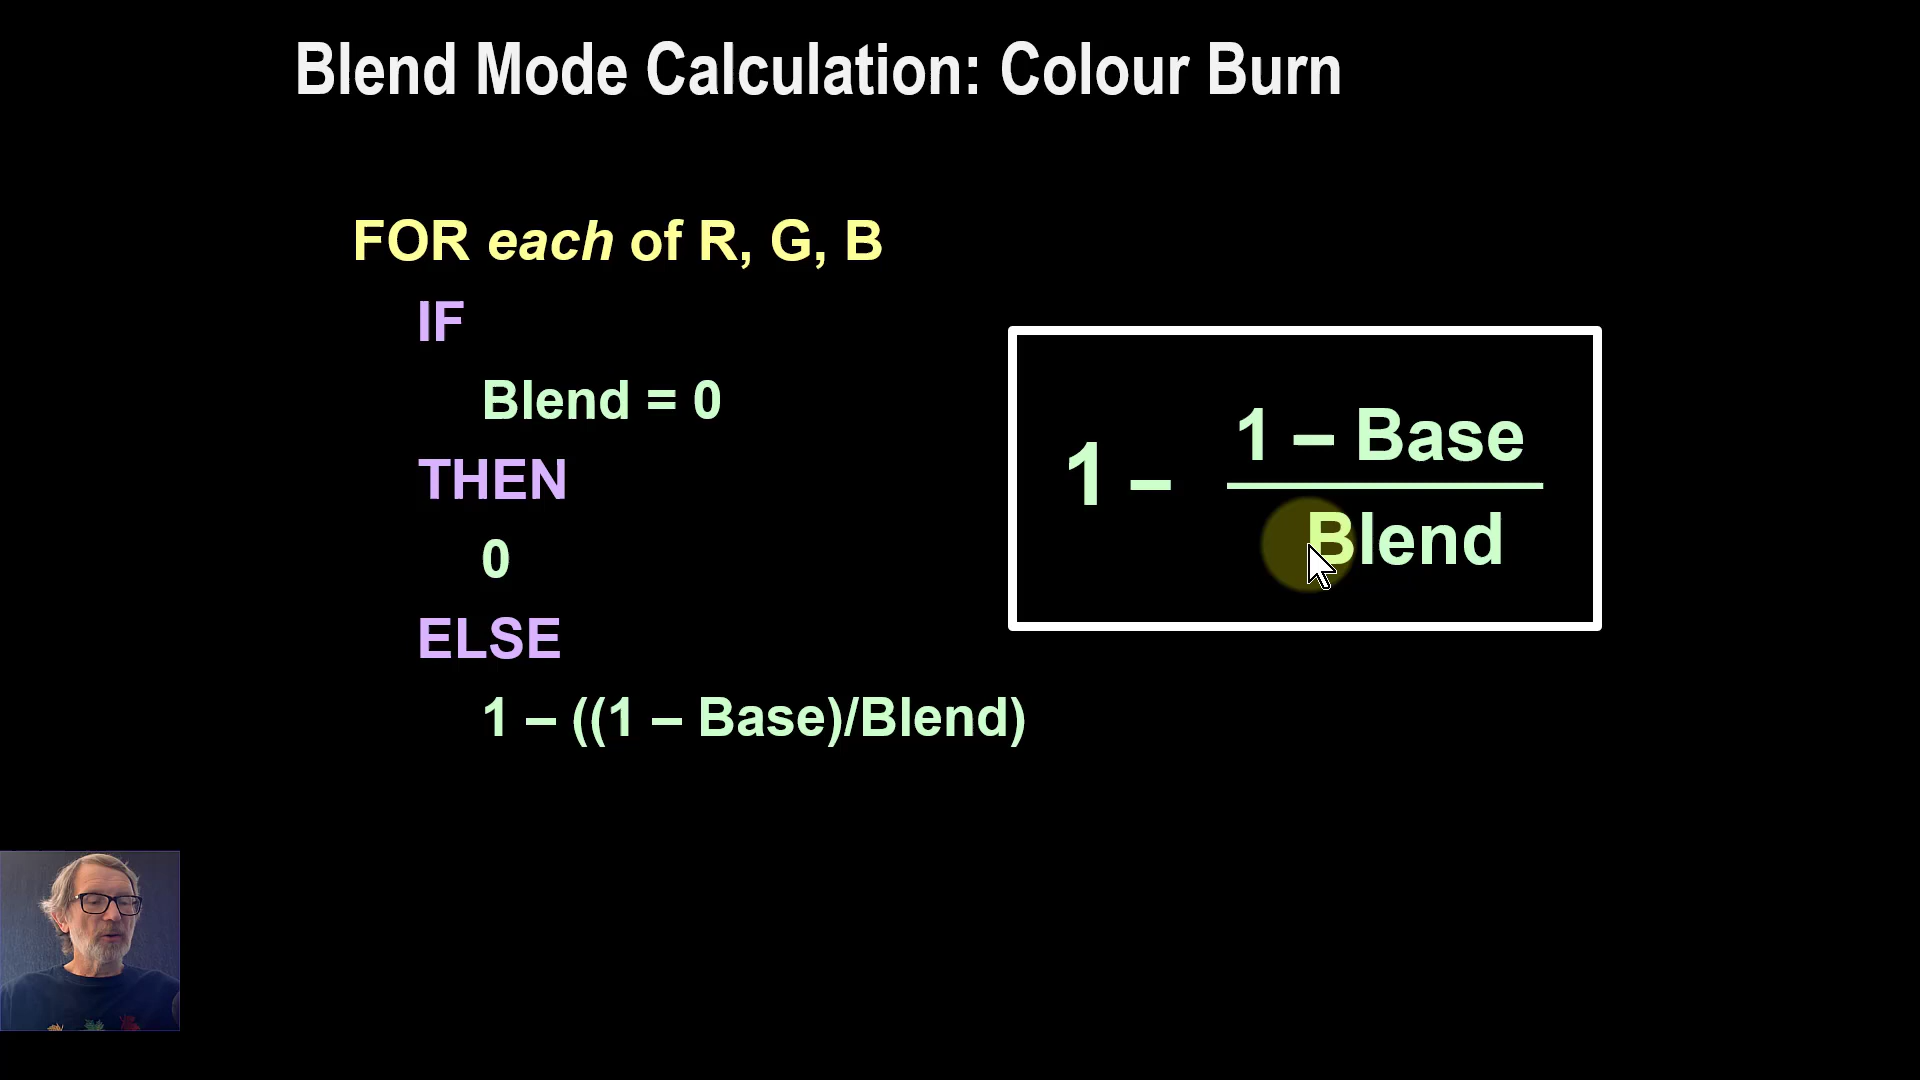 Blend Mode Calculation: Colour Burn
FOR each of R, G, B
IF
Blend = 0
THEN
0
ELSE
1 – ((1 – Base)/Blend)
1 –
1 – Base
Blend